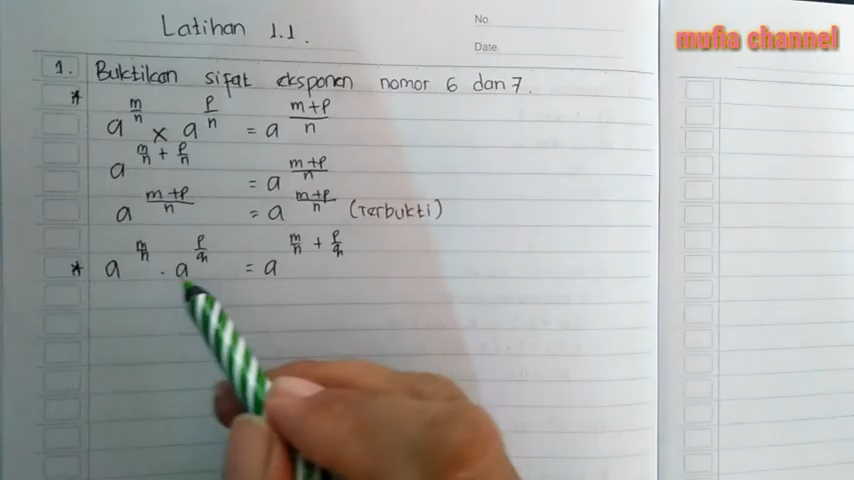 Latihan 1.1.
No.
Date.
mufia channel
1. Buktikan sifat eksponen nomor 6 dan 7.
* a^(m/n) × a^(p/n) = a^((m+p)/n)
a^(m/n + p/n) = a^((m+p)/n)
a^((m+p)/n) = a^((m+p)/n) (Terbukti)
* a^(m/n) . a^(p/q) = a^(m/n + p/q)